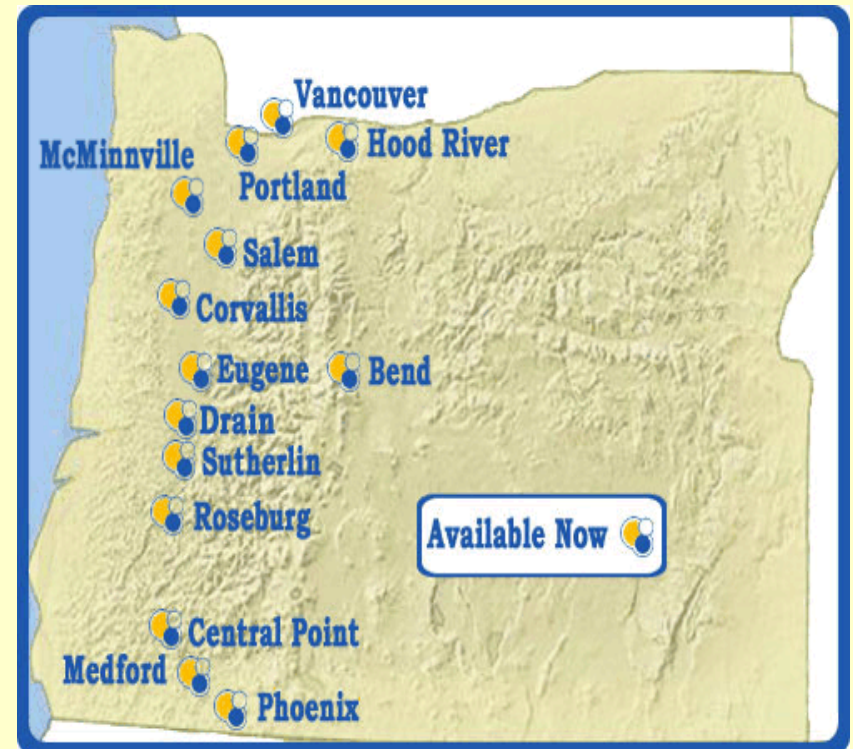 Vancouver
Hood River
McMinnville
Portland
Salem
Corvallis
Eugene
Bend
Drain
Sutherlin
Roseburg
Available Now
Central Point
Medford
Phoenix